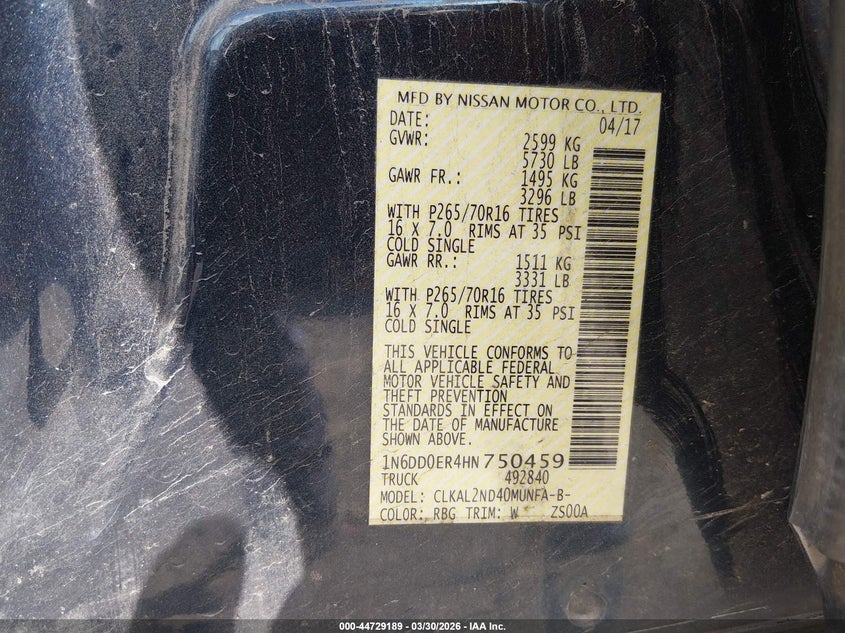 MFD BY NISSAN MOTOR CO., LTD.
DATE: 04/17
GVWR: 2599 KG
5730 LB
GAWR FR.: 1495 KG
3296 LB
WITH P265/70R16 TIRES
16 X 7.0 RIMS AT 35 PSI
COLD SINGLE
GAWR RR.: 1511 KG
3331 LB
WITH P265/70R16 TIRES
16 X 7.0 RIMS AT 35 PSI
COLD SINGLE
THIS VEHICLE CONFORMS TO
ALL APPLICABLE FEDERAL
MOTOR VEHICLE SAFETY AND
THEFT PREVENTION
STANDARDS IN EFFECT ON
THE DATE OF MANUFACTURE
SHOWN ABOVE.
1N6DD0ER4HN750459
TRUCK 492840
MODEL: CLKAL2ND40MUNFA-B-
COLOR: RBG TRIM: W ZS00A
000-44729189 - 03/30/2026 - IAA Inc.